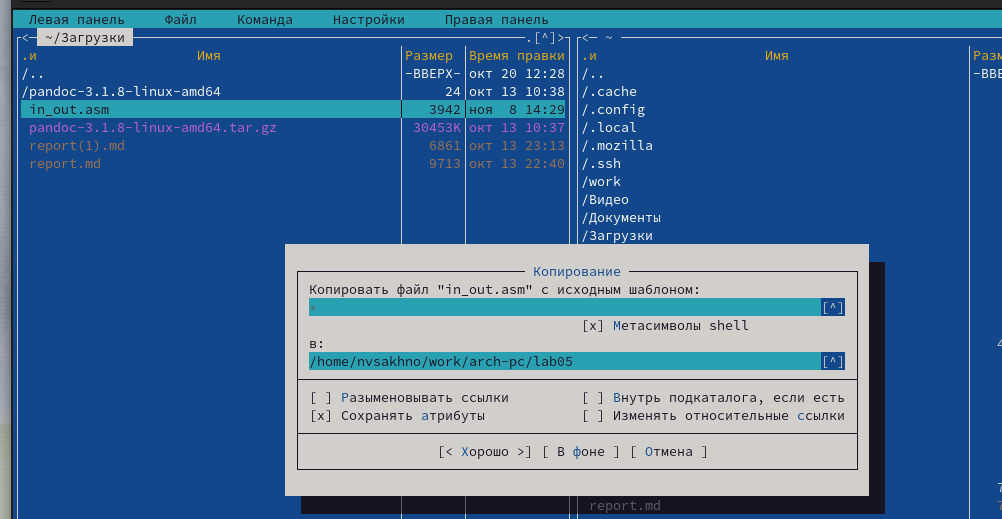 Левая панель Файл Команда Настройки Правая панель
<─ ~/Загрузки .[^]>
.и Имя Размер Время правки
/.. -ВВЕРХ- окт 20 12:28
/pandoc-3.1.8-linux-amd64 24 окт 13 10:38
in_out.asm 3942 ноя 8 14:29
pandoc-3.1.8-linux-amd64.tar.gz 30453K окт 13 10:37
report(1).md 6861 окт 13 23:13
report.md 9713 окт 13 22:40
<─ ~
.и Имя Разм
/.. -ВВЕ
/.cache
/.config
/.local
/.mozilla
/.ssh
/work
/Видео
/Документы
/Загрузки
Копирование
Копировать файл "in_out.asm" с исходным шаблоном:
* [^]
[x] Метасимволы shell
в:
/home/nvsakhno/work/arch-pc/lab05 [^]
[ ] Разыменовывать ссылки [ ] Внутрь подкаталога, если есть
[x] Сохранять атрибуты [ ] Изменять относительные ссылки
[< Хорошо >] [ В фоне ] [ Отмена ]
report.md